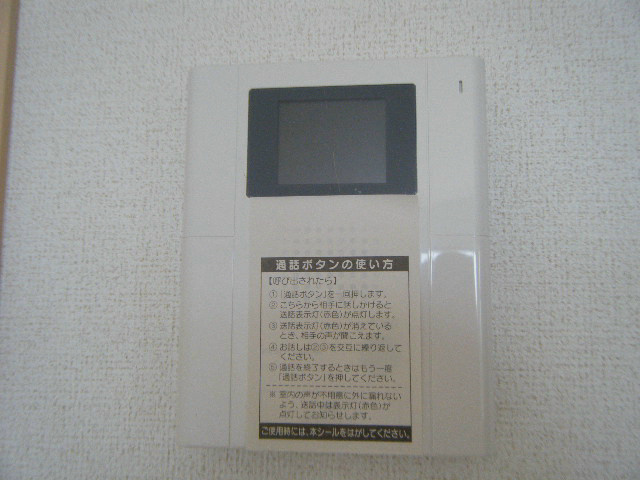 通話ボタンの使い方
【呼び出されたら】
①「通話ボタン」を一回押します。
②こちらから相手に話しかけると
送話表示灯(赤色)が点灯します。
③送話表示灯(赤色)が消えている
とき、相手の声が聞こえます。
④お話しは②③を交互に繰り返して
ください。
⑤通話を終了するときはもう一度
「通話ボタン」を押してください。
※室内の声が不用意に外に漏れない
よう、送話中は表示灯(赤色)が
点灯してお知らせします。
ご使用時には、本シールをはがしてください。